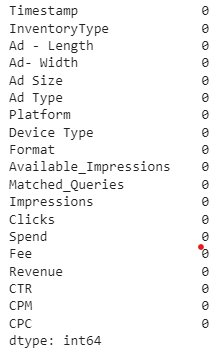 Timestamp 0
InventoryType 0
Ad - Length 0
Ad- Width 0
Ad Size 0
Ad Type 0
Platform 0
Device Type 0
Format 0
Available_Impressions 0
Matched_Queries 0
Impressions 0
Clicks 0
Spend 0
Fee 0
Revenue 0
CTR 0
CPM 0
CPC 0
dtype: int64